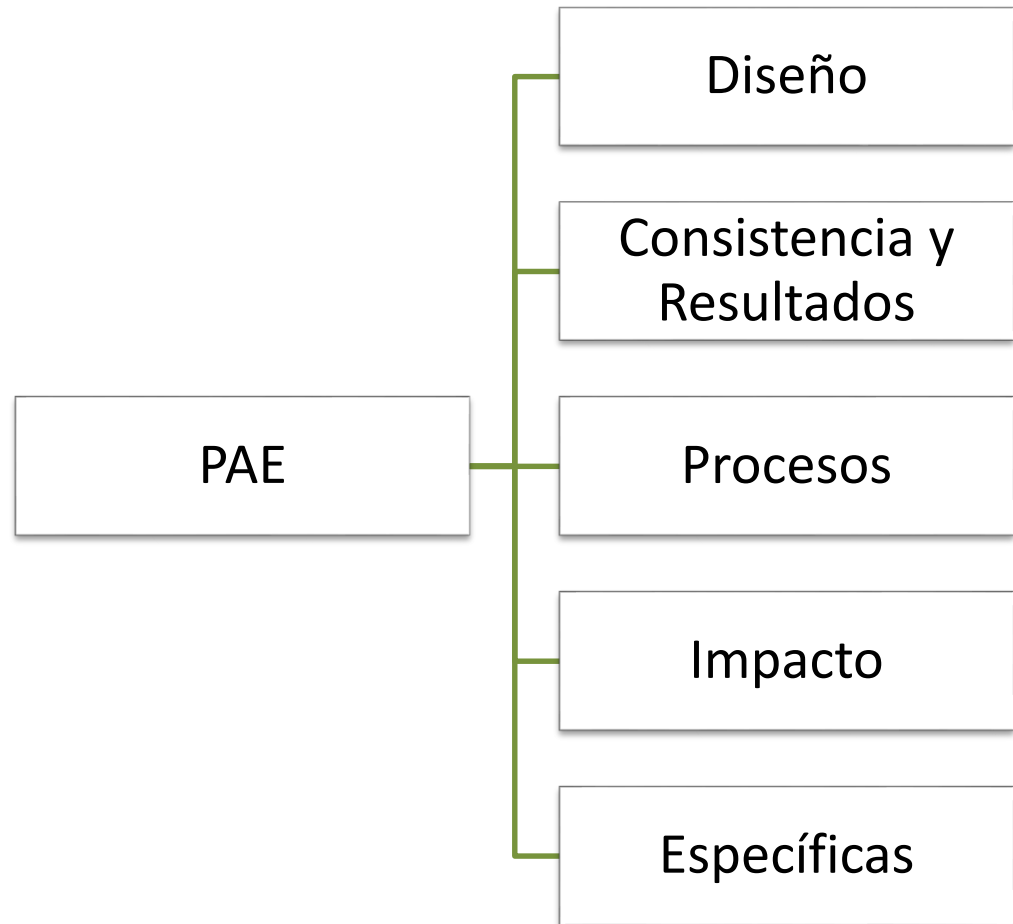 Diseño
Consistencia y
Resultados
PAE
Procesos
Impacto
Específicas